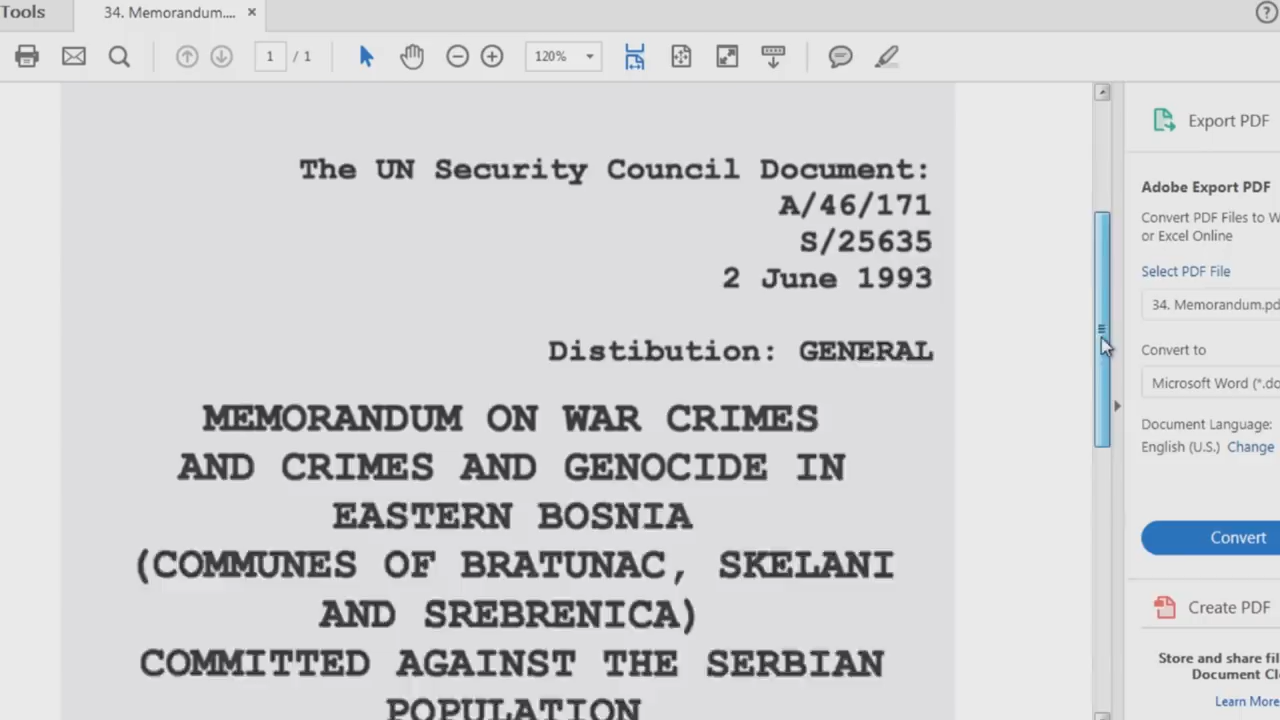 Tools
34. Memorandum.... ×
1 / 1
120%
The UN Security Council Document:
A/46/171
S/25635
2 June 1993
Distibution: GENERAL
MEMORANDUM ON WAR CRIMES
AND CRIMES AND GENOCIDE IN
EASTERN BOSNIA
(COMMUNES OF BRATUNAC, SKELANI
AND SREBRENICA)
COMMITTED AGAINST THE SERBIAN
POPULATION
Export PDF
Adobe Export PDF
Convert PDF Files to W
or Excel Online
Select PDF File
34. Memorandum.pd
Convert to
Microsoft Word (*.do
Document Language:
English (U.S.) Change
Convert
Create PDF
Store and share fil
Document Cl
Learn More